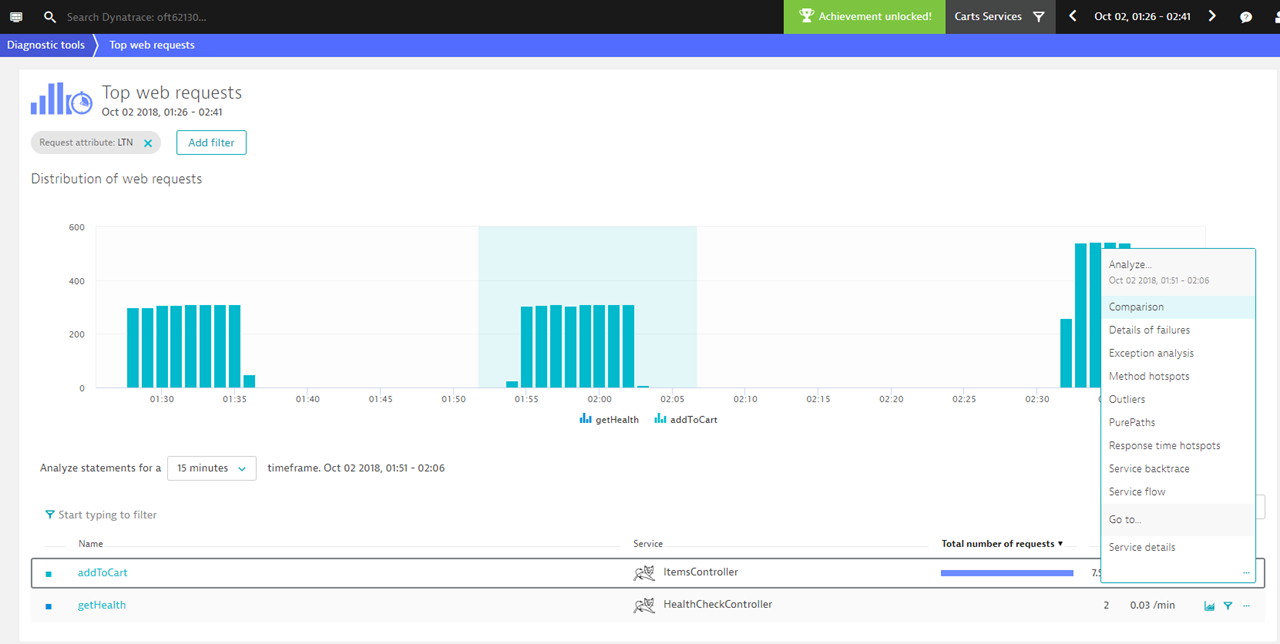 Search Dynatrace: oft62130...
Achievement unlocked!
Carts Services
Oct 02, 01:26 - 02:41
Diagnostic tools
Top web requests
Top web requests
Oct 02 2018, 01:26 - 02:41
Request attribute: LTN
Add filter
Distribution of web requests
600
400
200
0
01:30 01:35 01:40 01:45 01:50 01:55 02:00 02:05 02:10 02:15 02:20 02:25 02:30
getHealth addToCart
Analyze...
Oct 02 2018, 01:51 - 02:06
Comparison
Details of failures
Exception analysis
Method hotspots
Outliers
PurePaths
Response time hotspots
Service backtrace
Service flow
Go to...
Service details
...
Analyze statements for a 15 minutes timeframe. Oct 02 2018, 01:51 - 02:06
Start typing to filter
Name Service Total number of requests ▼
addToCart ItemsController
getHealth HealthCheckController 2 0.03 /min ...